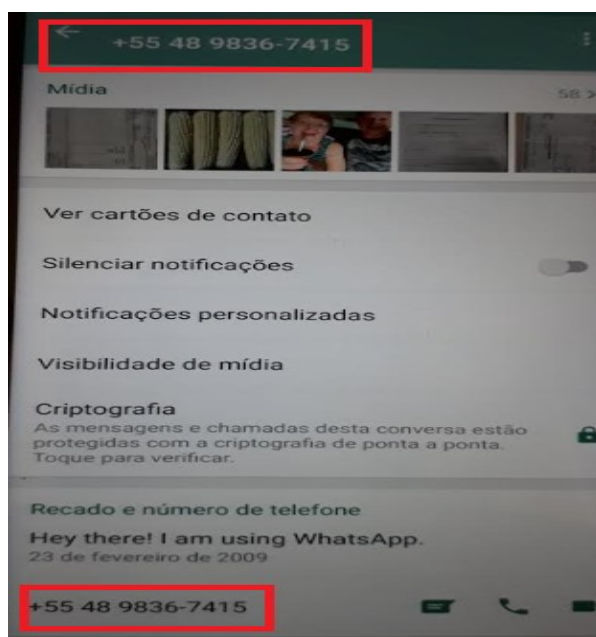 +55 48 9836-7415
Mídia
58 >
Ver cartões de contato
Silenciar notificações
Notificações personalizadas
Visibilidade de mídia
Criptografia
As mensagens e chamadas desta conversa estão
protegidas com a criptografia de ponta a ponta.
Toque para verificar.
Recado e número de telefone
Hey there! I am using WhatsApp.
23 de fevereiro de 2009
+55 48 9836-7415